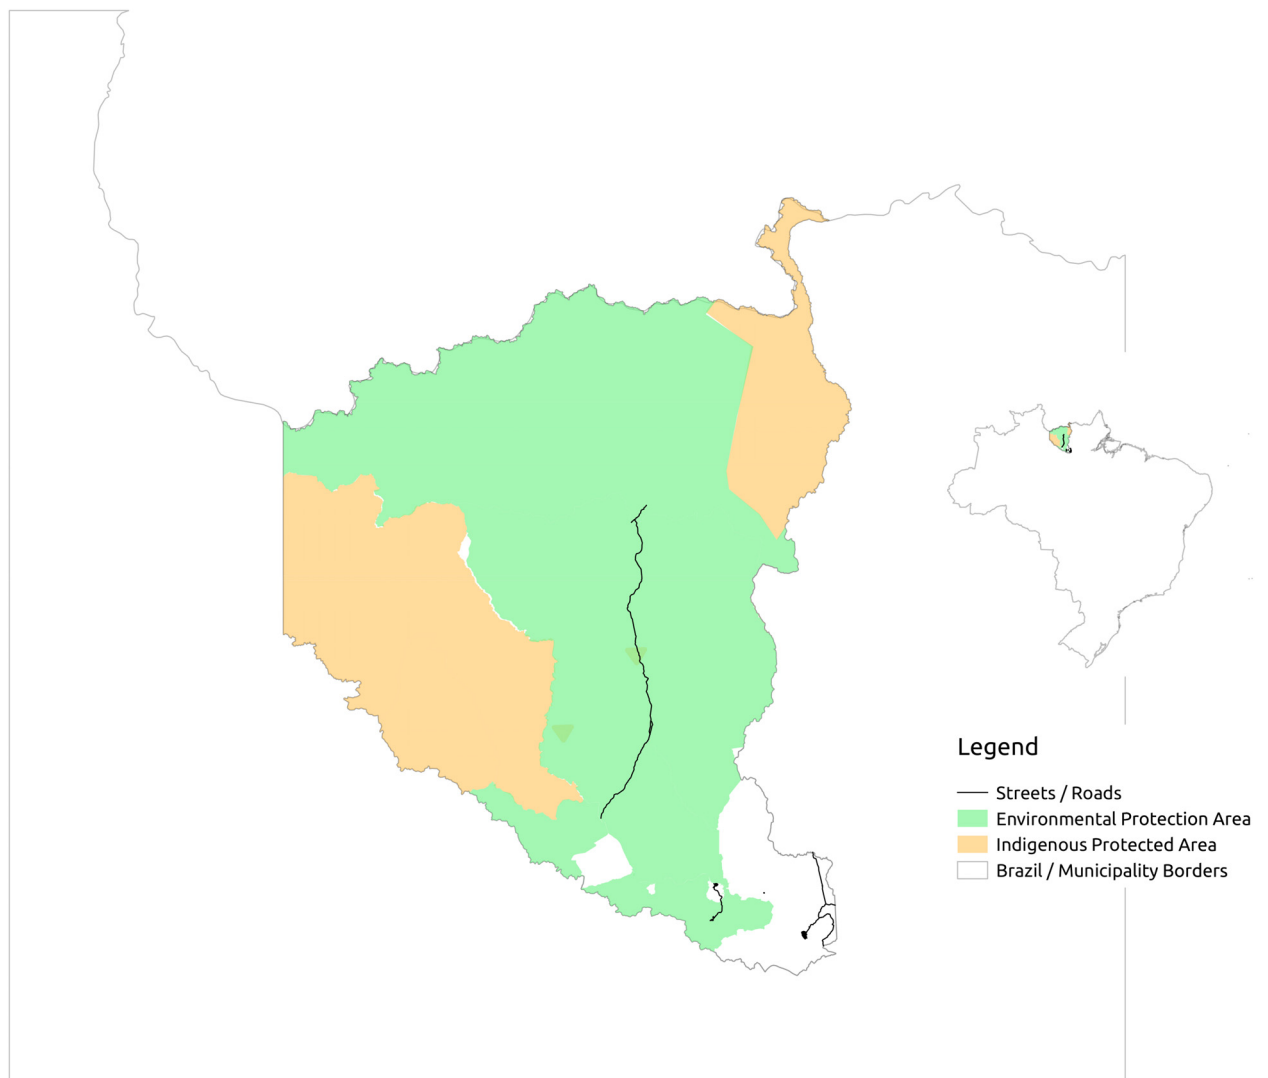 Legend
Streets / Roads
Environmental Protection Area
Indigenous Protected Area
Brazil / Municipality Borders